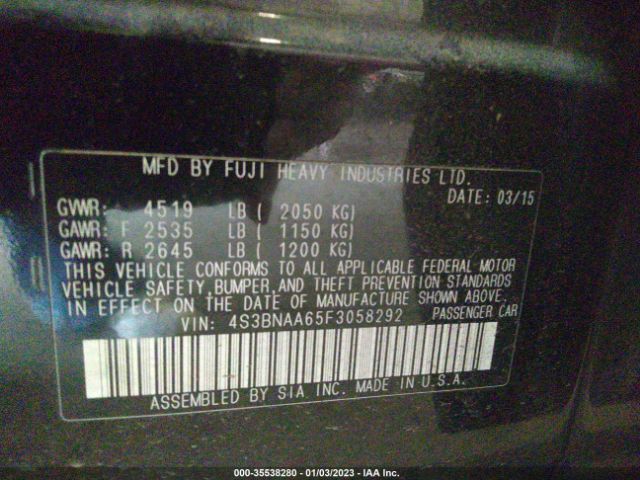 MFD BY FUJI HEAVY INDUSTRIES LTD.
DATE: 03/15
GVWR: 4519 LB ( 2050 KG)
GAWR: F 2535 LB ( 1150 KG)
GAWR: R 2645 LB ( 1200 KG)
THIS VEHICLE CONFORMS TO ALL APPLICABLE FEDERAL MOTOR
VEHICLE SAFETY, BUMPER, AND THEFT PREVENTION STANDARDS
IN EFFECT ON THE DATE OF MANUFACTURE SHOWN ABOVE.
VIN: 4S3BNAA65F3058292 PASSENGER CAR
ASSEMBLED BY SIA INC. MADE IN U.S.A.
000-35538280 - 01/03/2023 - IAA Inc.